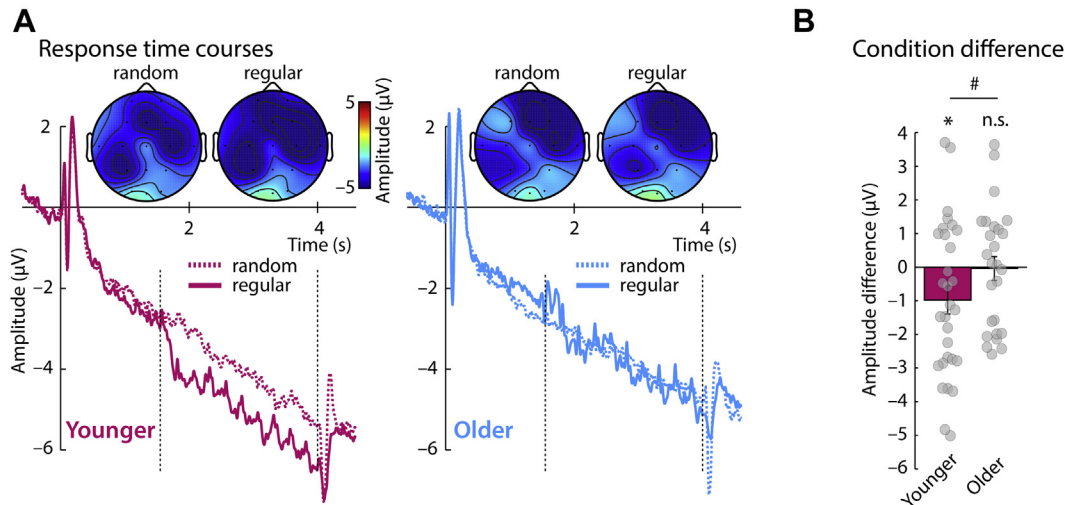 A
Response time courses
random
regular
5
−5
Amplitude (μV)
2
−2
−4
−6
Amplitude (μV)
2
4
Time (s)
random
regular
Younger
random
regular
2
−2
−4
−6
2
4
Time (s)
random
regular
Older
B
Condition difference
#
*
n.s.
4
3
2
1
0
−1
−2
−3
−4
−5
−6
Amplitude difference (μV)
Younger
Older